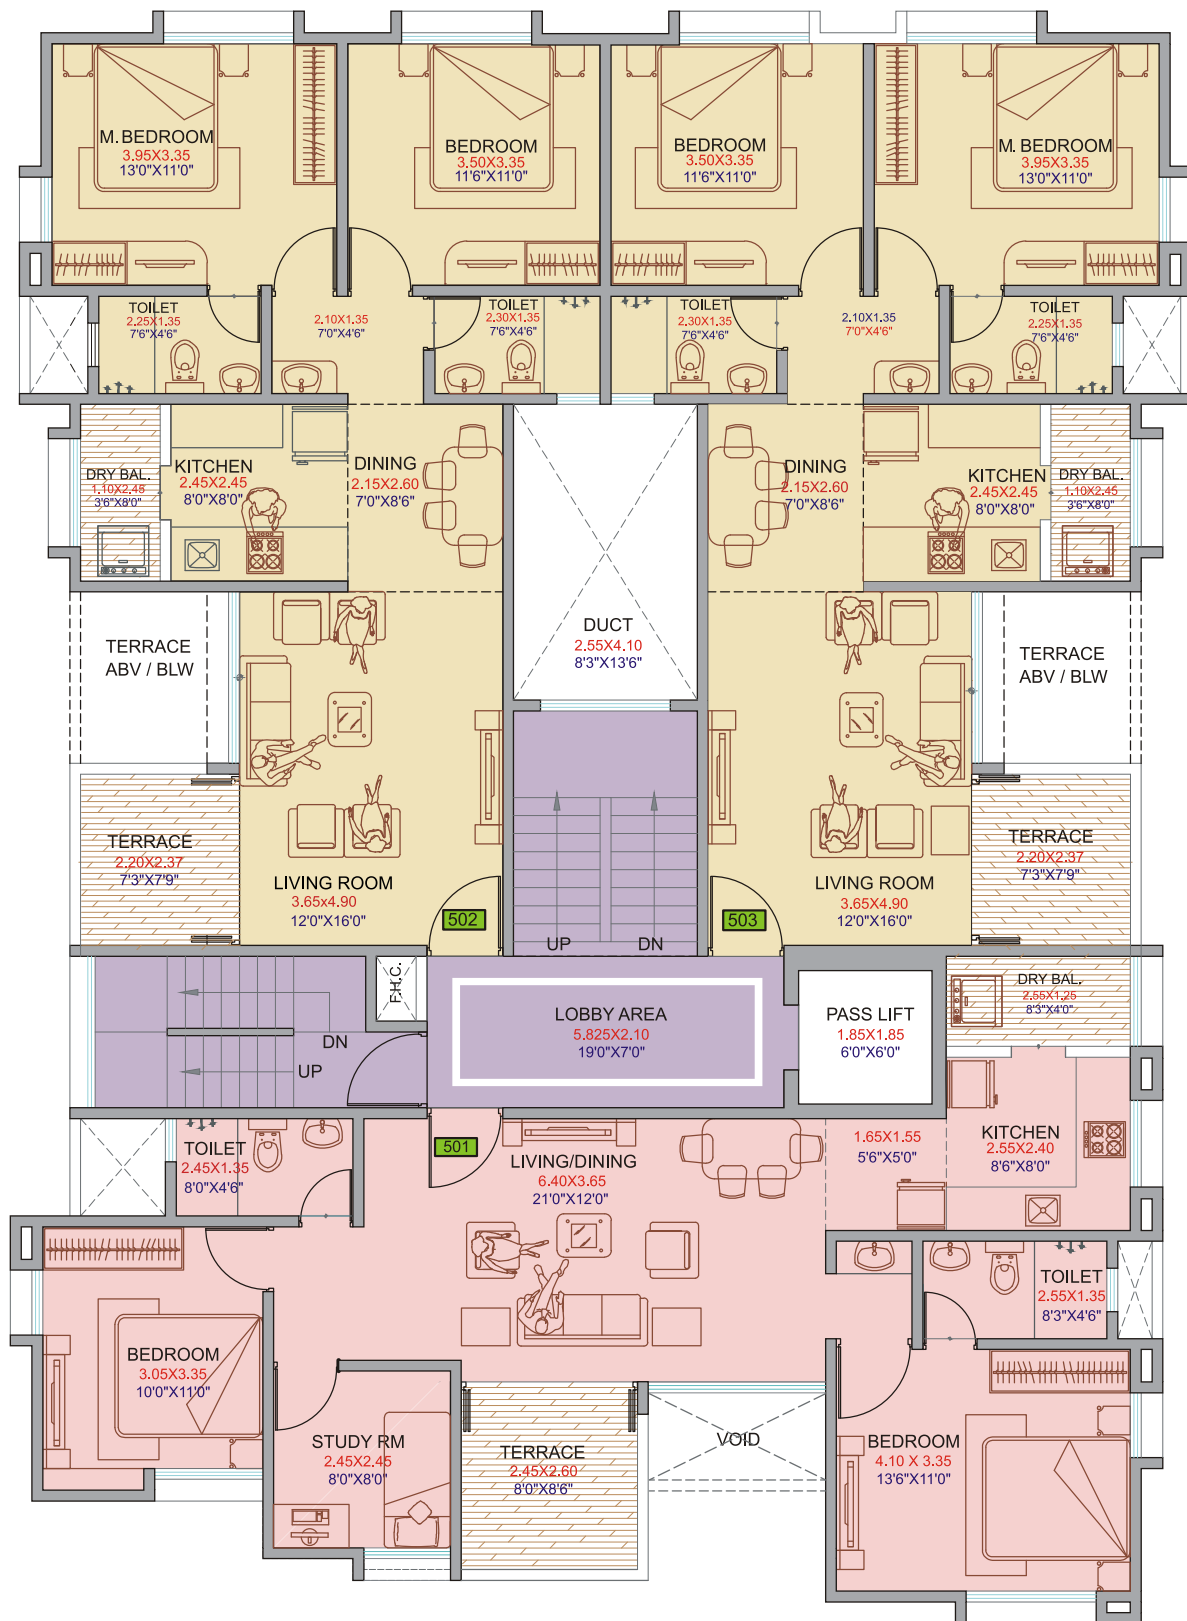 M. BEDROOM
3.95X3.35
13'0"X11'0"
BEDROOM
3.50X3.35
11'6"X11'0"
BEDROOM
3.50X3.35
11'6"X11'0"
M. BEDROOM
3.95X3.35
13'0"X11'0"
TOILET
2.25X1.35
7'6"X4'6"
2.10X1.35
7'0"X4'6"
TOILET
2.30X1.35
7'6"X4'6"
TOILET
2.30X1.35
7'6"X4'6"
2.10X1.35
7'0"X4'6"
TOILET
2.25X1.35
7'6"X4'6"
DRY BAL.
1.10X2.45
3'6"X8'0"
KITCHEN
2.45X2.45
8'0"X8'0"
DINING
2.15X2.60
7'0"X8'6"
DINING
2.15X2.60
7'0"X8'6"
KITCHEN
2.45X2.45
8'0"X8'0"
DRY BAL.
1.10X2.45
3'6"X8'0"
TERRACE
ABV / BLW
DUCT
2.55X4.10
8'3"X13'6"
TERRACE
ABV / BLW
TERRACE
2.20X2.37
7'3"X7'9"
LIVING ROOM
3.65x4.90
12'0"X16'0"
LIVING ROOM
3.65X4.90
12'0"X16'0"
TERRACE
2.20X2.37
7'3"X7'9"
502
UP
DN
503
F.H.C.
DN
UP
LOBBY AREA
5.825X2.10
19'0"X7'0"
PASS LIFT
1.85X1.85
6'0"X6'0"
DRY BAL.
2.55X1.25
8'3"X4'0"
TOILET
2.45X1.35
8'0"X4'6"
501
LIVING/DINING
6.40X3.65
21'0"X12'0"
1.65X1.55
5'6"X5'0"
KITCHEN
2.55X2.40
8'6"X8'0"
TOILET
2.55X1.35
8'3"X4'6"
BEDROOM
3.05X3.35
10'0"X11'0"
STUDY RM
2.45X2.45
8'0"X8'0"
TERRACE
2.45X2.60
8'0"X8'6"
VOID
BEDROOM
4.10 X 3.35
13'6"X11'0"